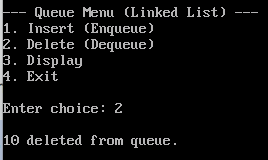 --- Queue Menu (Linked List) ---
1. Insert (Enqueue)
2. Delete (Dequeue)
3. Display
4. Exit
Enter choice: 2
10 deleted from queue.